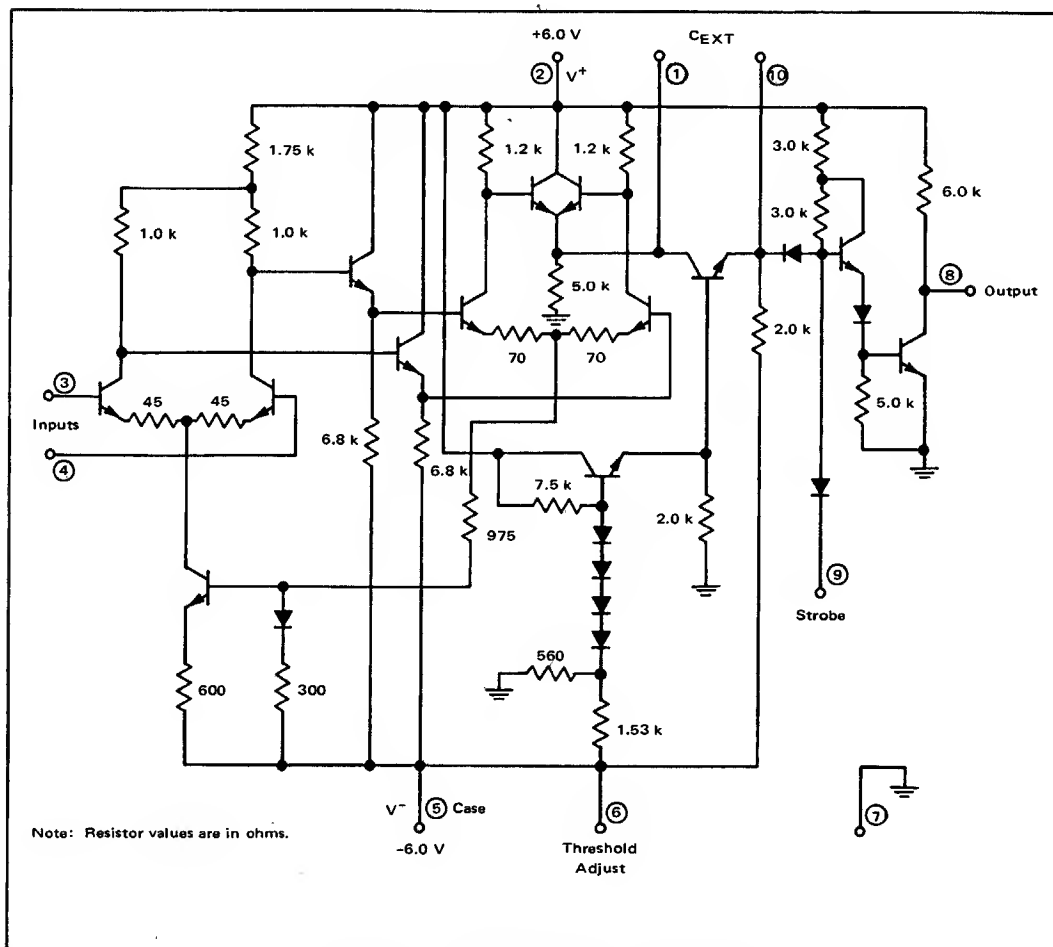 +6.0 V
CEXT
② V+
①
⑩
1.75 k
1.2 k
1.2 k
3.0 k
3.0 k
6.0 k
1.0 k
1.0 k
⑧
Output
5.0 k
2.0 k
70
70
③
45
45
5.0 k
Inputs
④
6.8 k
6.8 k
7.5 k
2.0 k
975
⑨
Strobe
560
600
300
1.53 k
V− ⑤ Case
⑥
⑦
Note: Resistor values are in ohms.
−6.0 V
Threshold
Adjust